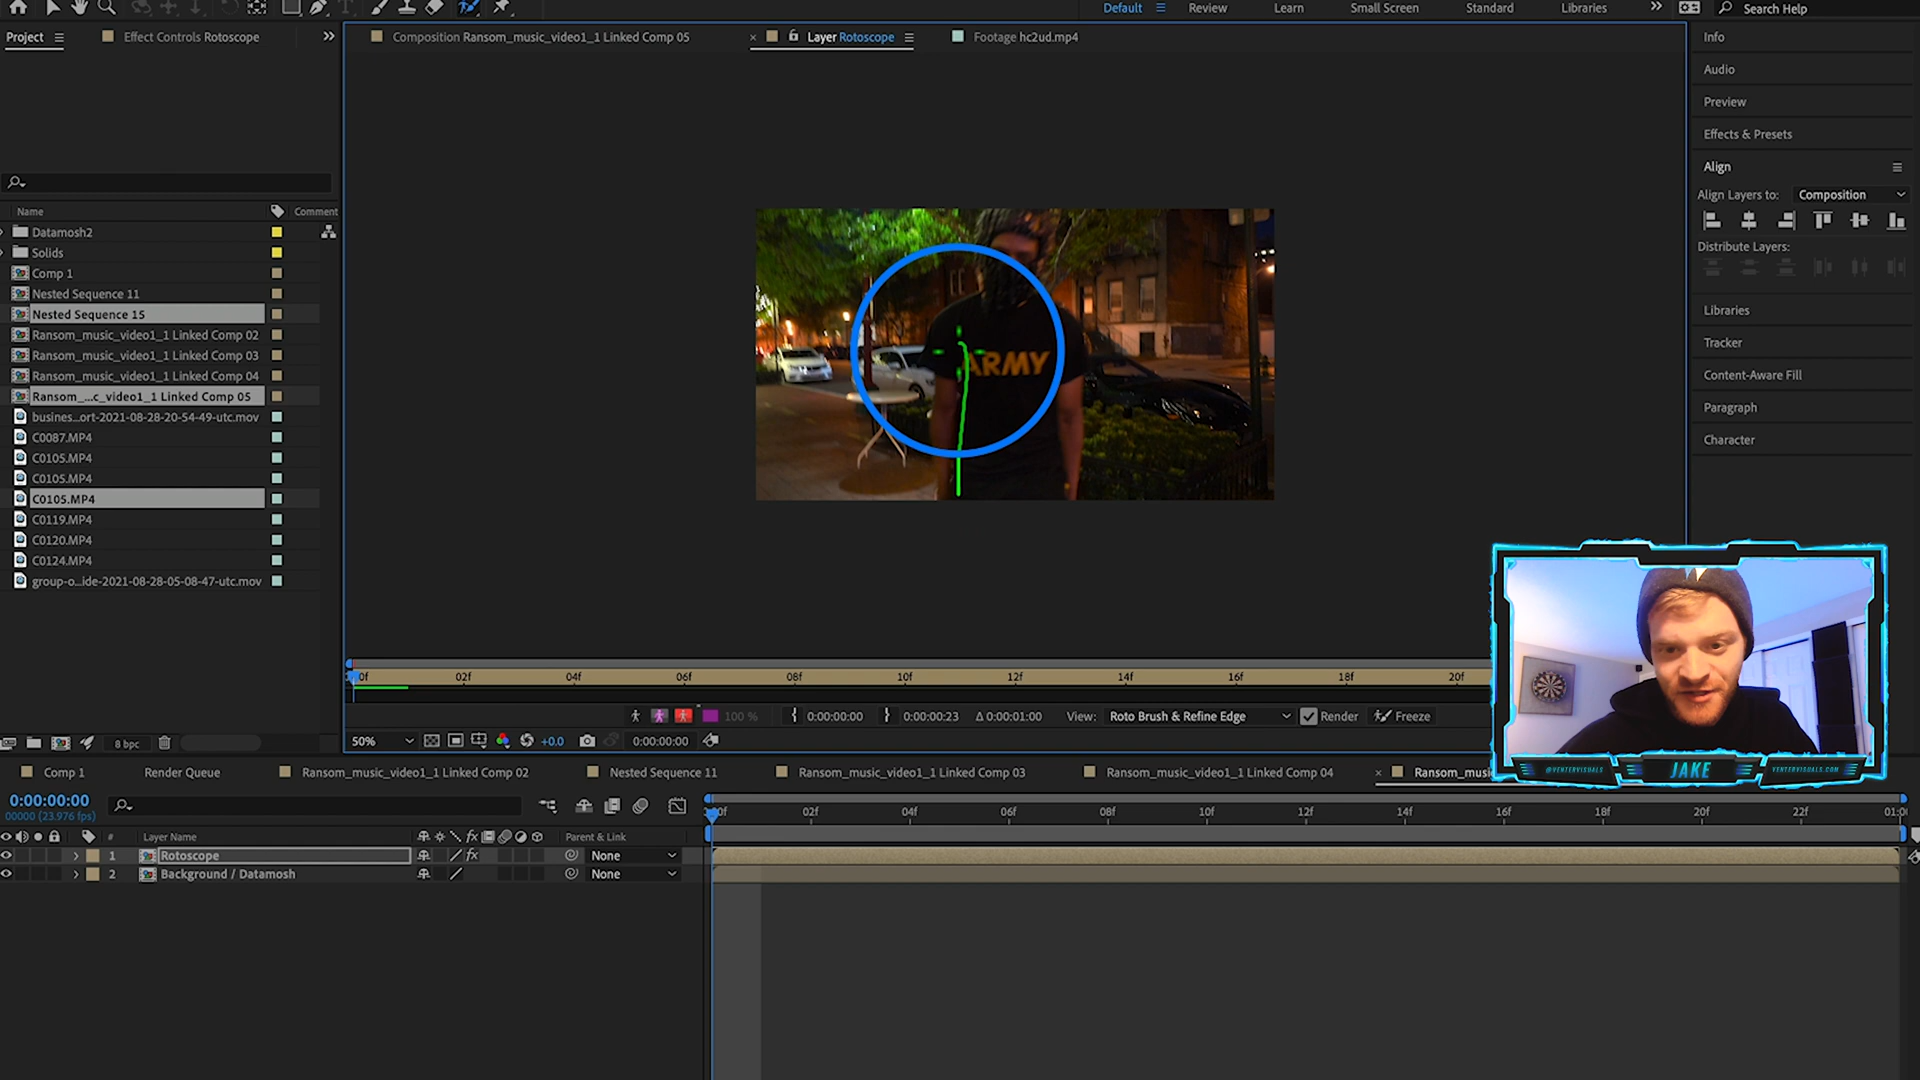 Default
Review
Learn
Small Screen
Standard
Libraries
Search Help
Project
Effect Controls Rotoscope
Composition Ransom_music_video1_1 Linked Comp 05
Layer Rotoscope
Footage hc2ud.mp4
Info
Audio
Preview
Effects & Presets
Align
Align Layers to: Composition
Distribute Layers:
Libraries
Tracker
Content-Aware Fill
Paragraph
Character
Name
Comment
Datamosh2
Solids
Comp 1
Nested Sequence 11
Nested Sequence 15
Ransom_music_video1_1 Linked Comp 02
Ransom_music_video1_1 Linked Comp 03
Ransom_music_video1_1 Linked Comp 04
Ransom_...c_video1_1 Linked Comp 05
busines...ort-2021-08-28-20-54-49-utc.mov
C0087.MP4
C0105.MP4
C0105.MP4
C0105.MP4
C0119.MP4
C0120.MP4
C0124.MP4
group-o...ide-2021-08-28-05-08-47-utc.mov
8 bpc
ARMY
02f 04f 06f 08f 10f 12f 14f 16f 18f 20f
100 %
0:00:00:00
0:00:00:23
Δ 0:00:01:00
View: Roto Brush & Refine Edge
Render
Freeze
50%
+0.0
0:00:00:00
@VENTERVISUALS
JAKE
VENTERVISUALS.COM
Comp 1
Render Queue
Ransom_music_video1_1 Linked Comp 02
Nested Sequence 11
Ransom_music_video1_1 Linked Comp 03
Ransom_music_video1_1 Linked Comp 04
Ransom_mus
0:00:00:00
00000 (23.976 fps)
02f 04f 06f 08f 10f 12f 14f 16f 18f 20f 22f 01:0
# Layer Name
fx
Parent & Link
1 Rotoscope
fx
None
2 Background / Datamosh
None